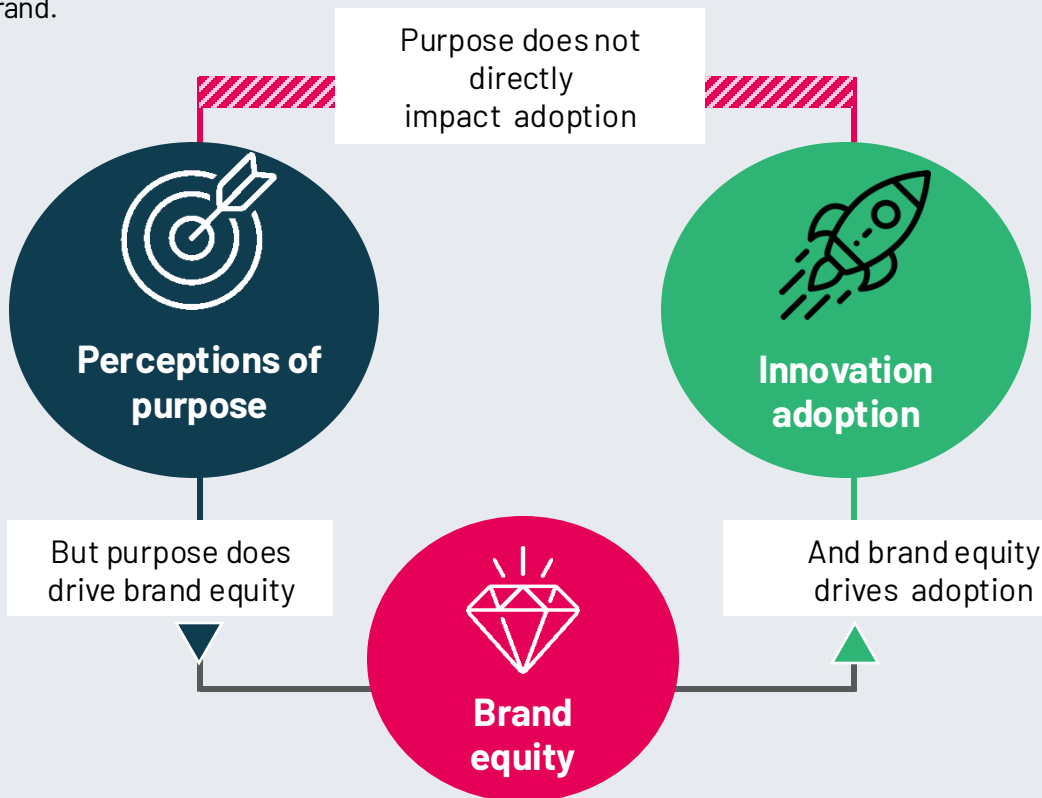 rand.
Purpose does not
directly
impact adoption
Perceptions of
purpose
Innovation
adoption
But purpose does
drive brand equity
And brand equity
drives adoption
Brand
equity